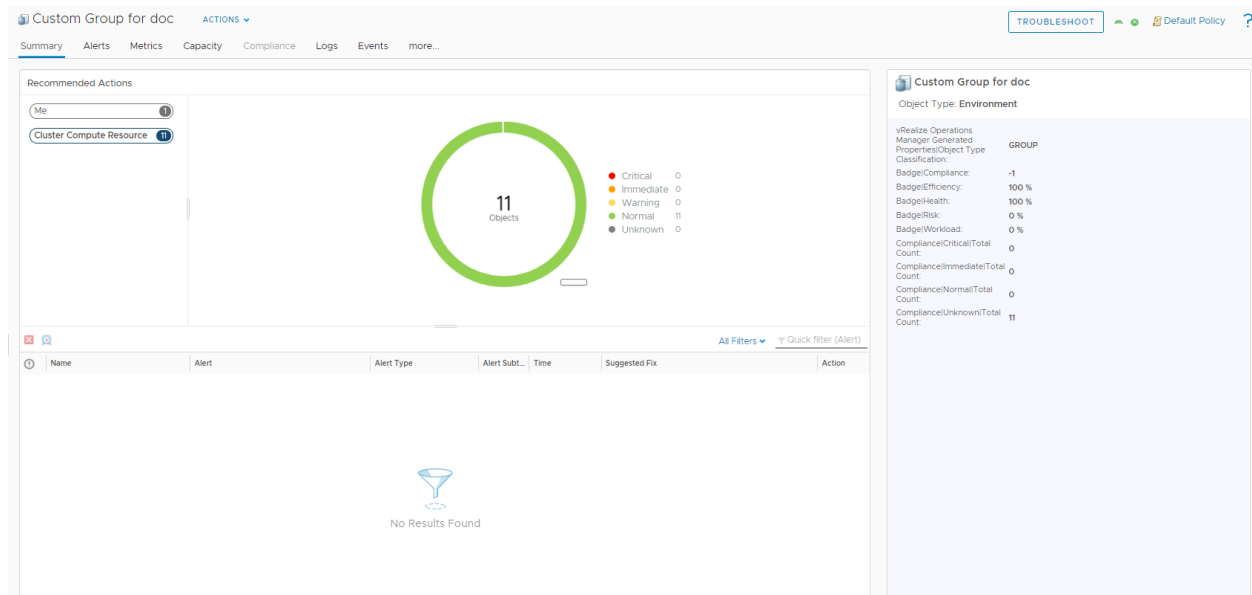 Custom Group for doc ACTIONS
TROUBLESHOOT Default Policy ?
Summary Alerts Metrics Capacity Compliance Logs Events more...
Recommended Actions
Me 1
Cluster Compute Resource 11
11
Objects
Critical 0
Immediate 0
Warning 0
Normal 11
Unknown 0
All Filters Quick filter (Alert)
Name Alert Alert Type Alert Subt... Time Suggested Fix Action
No Results Found
Custom Group for doc
Object Type: Environment
vRealize Operations
Manager Generated
Properties|Object Type
Classification:
GROUP
Badge|Compliance: -1
Badge|Efficiency: 100 %
Badge|Health: 100 %
Badge|Risk: 0 %
Badge|Workload: 0 %
Compliance|Critical|Total
Count:
0
Compliance|Immediate|Total
Count:
0
Compliance|Normal|Total
Count:
0
Compliance|Unknown|Total
Count:
11